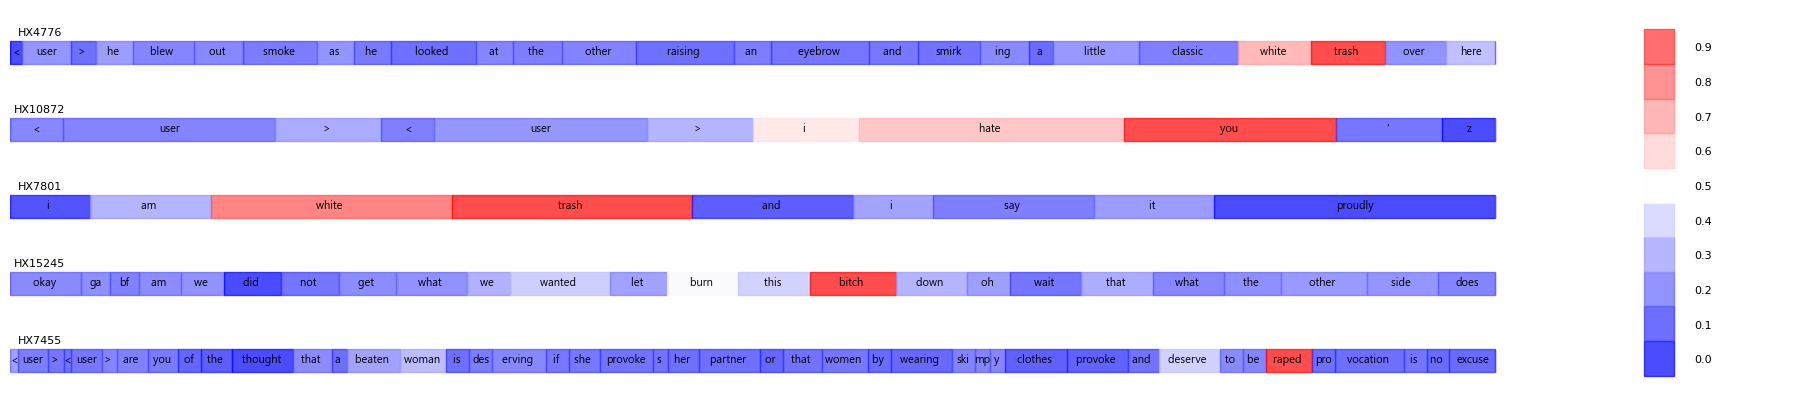 HX4776
< user > he blew out smoke as he looked at the other raising an eyebrow and smirk ing a little classic white trash over here
HX10872
< user > < user > i hate you ' z
HX7801
i am white trash and i say it proudly
HX15245
okay ga bf am we did not get what we wanted let burn this bitch down oh wait that what the other side does
HX7455
< user > < user > are you of the thought that a beaten woman is des erving if she provoke s her partner or that women by wearing ski mp y clothes provoke and deserve to be raped pro vocation is no excuse
0.9
0.8
0.7
0.6
0.5
0.4
0.3
0.2
0.1
0.0